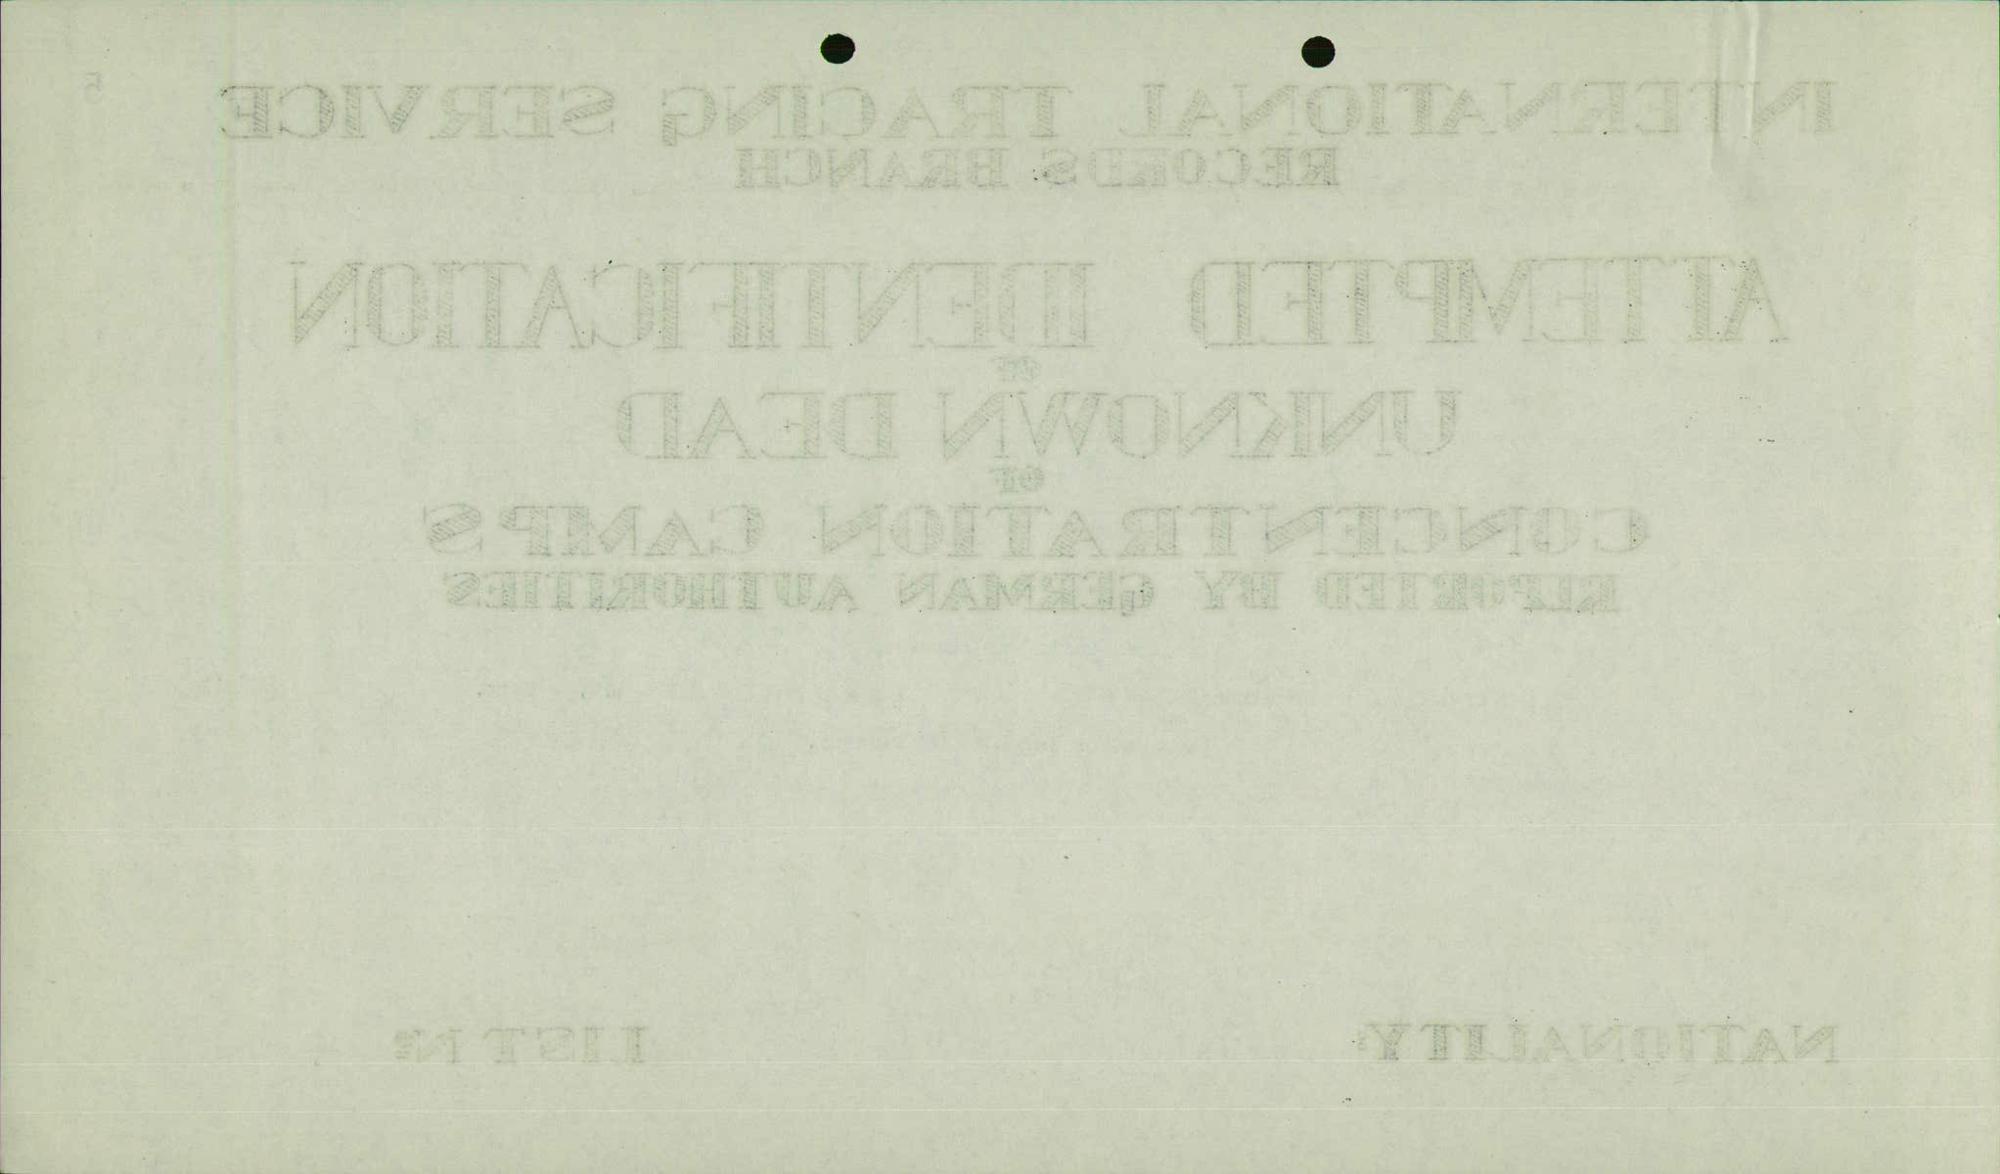 5
INTERNATIONAL TRACING SERVICE
RECORDS BRANCH
ATTEMPTED IDENTIFICATION
OF
UNKNOWN DEAD
OF
CONCENTRATION CAMPS
REPORTED BY GERMAN AUTHORITIES
NATIONALITY: LIST №